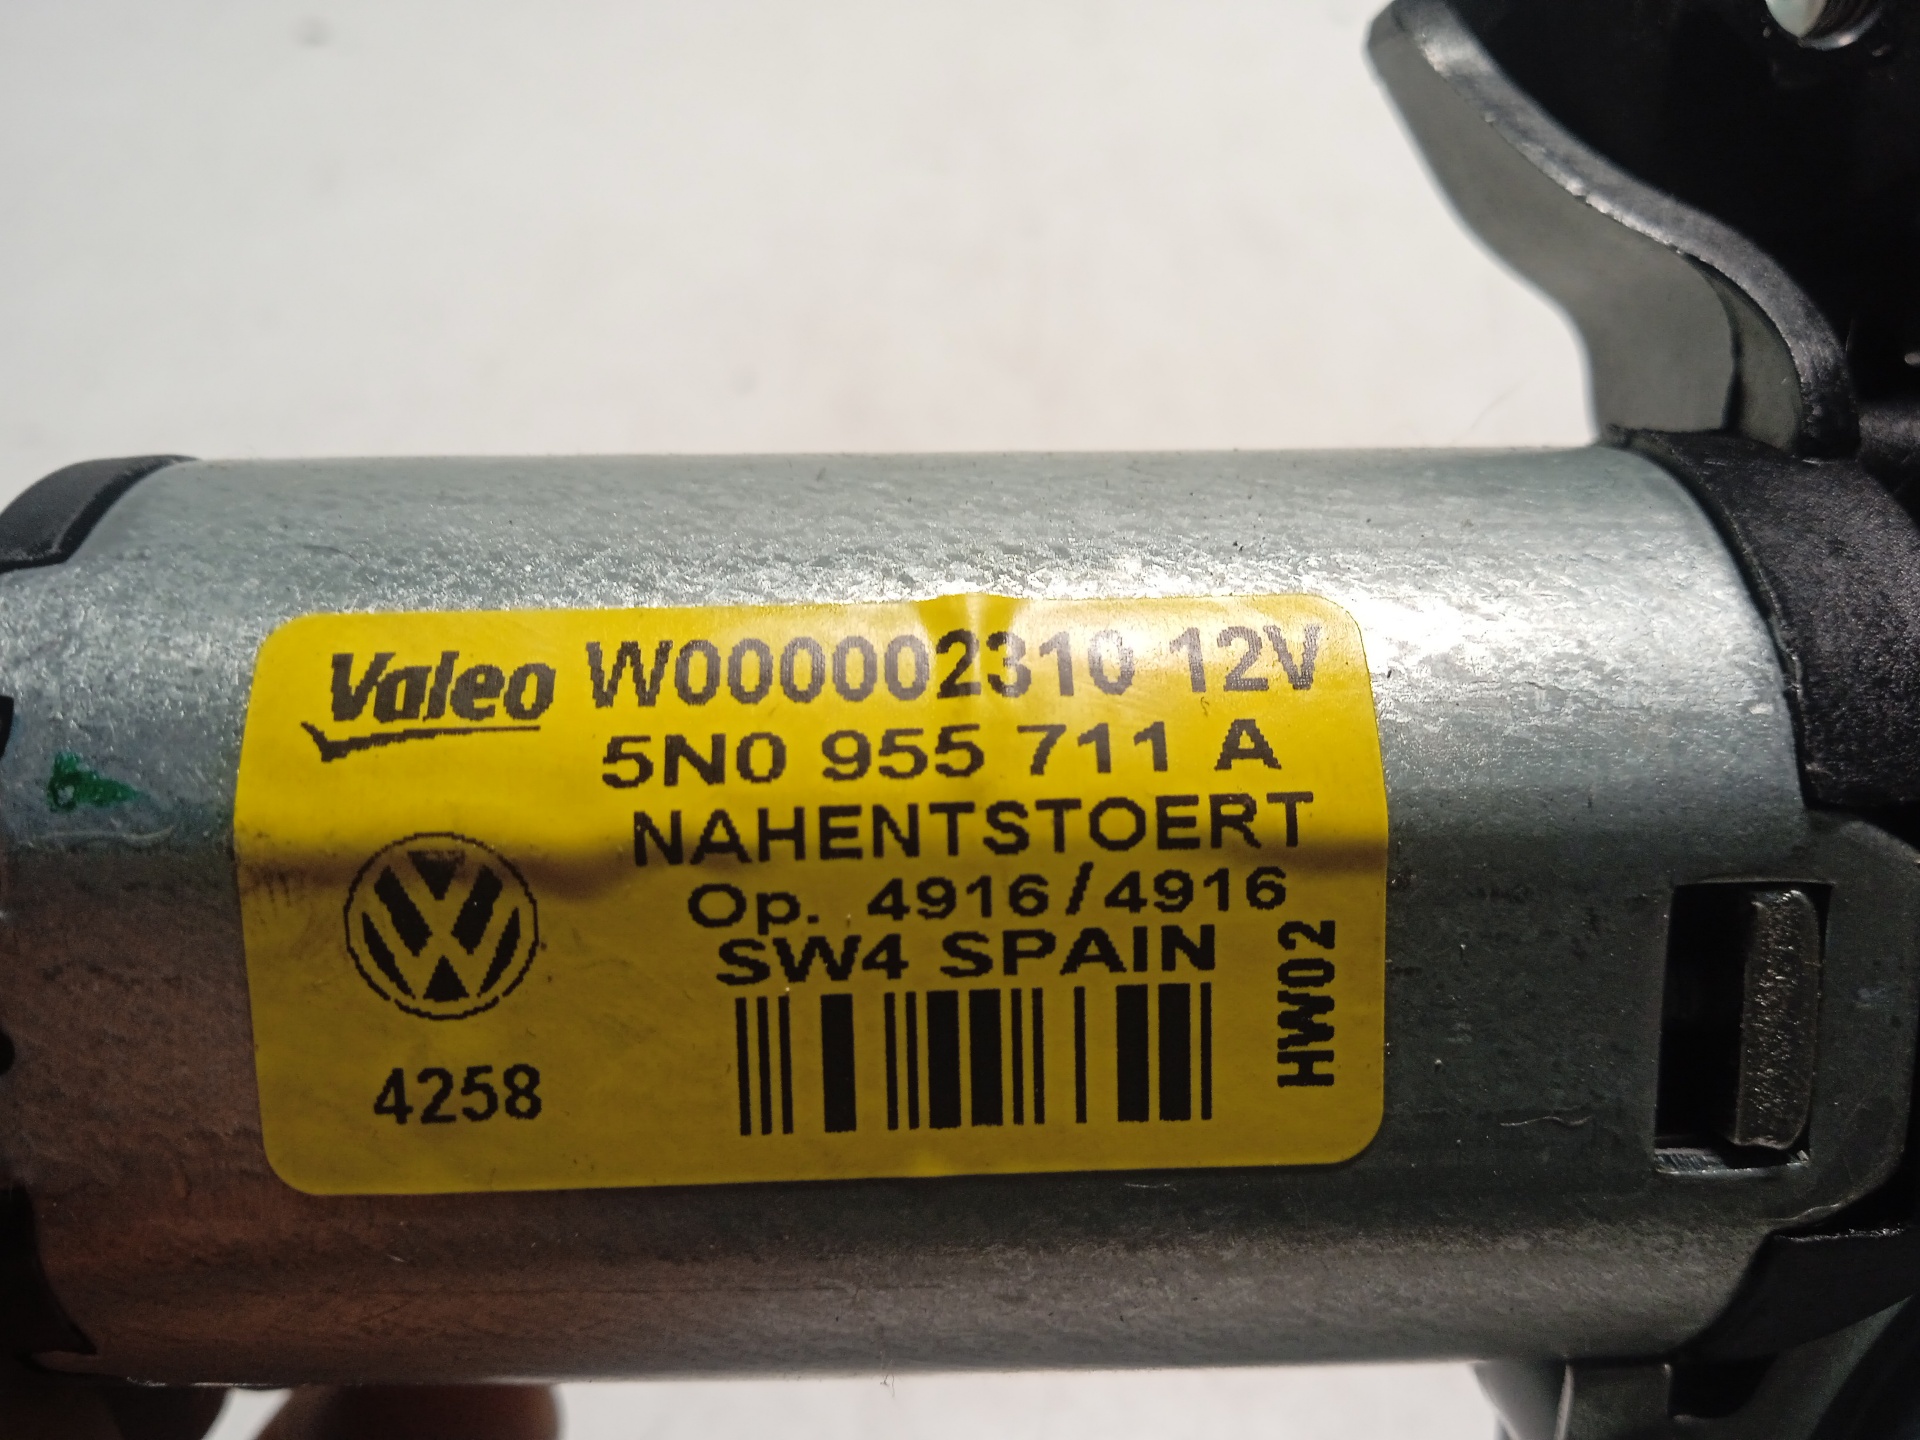 Valeo W000002310 12V
5N0 955 711 A
NAHENTSTOERT
Op. 4916/4916
SW4 SPAIN
HW02
4258